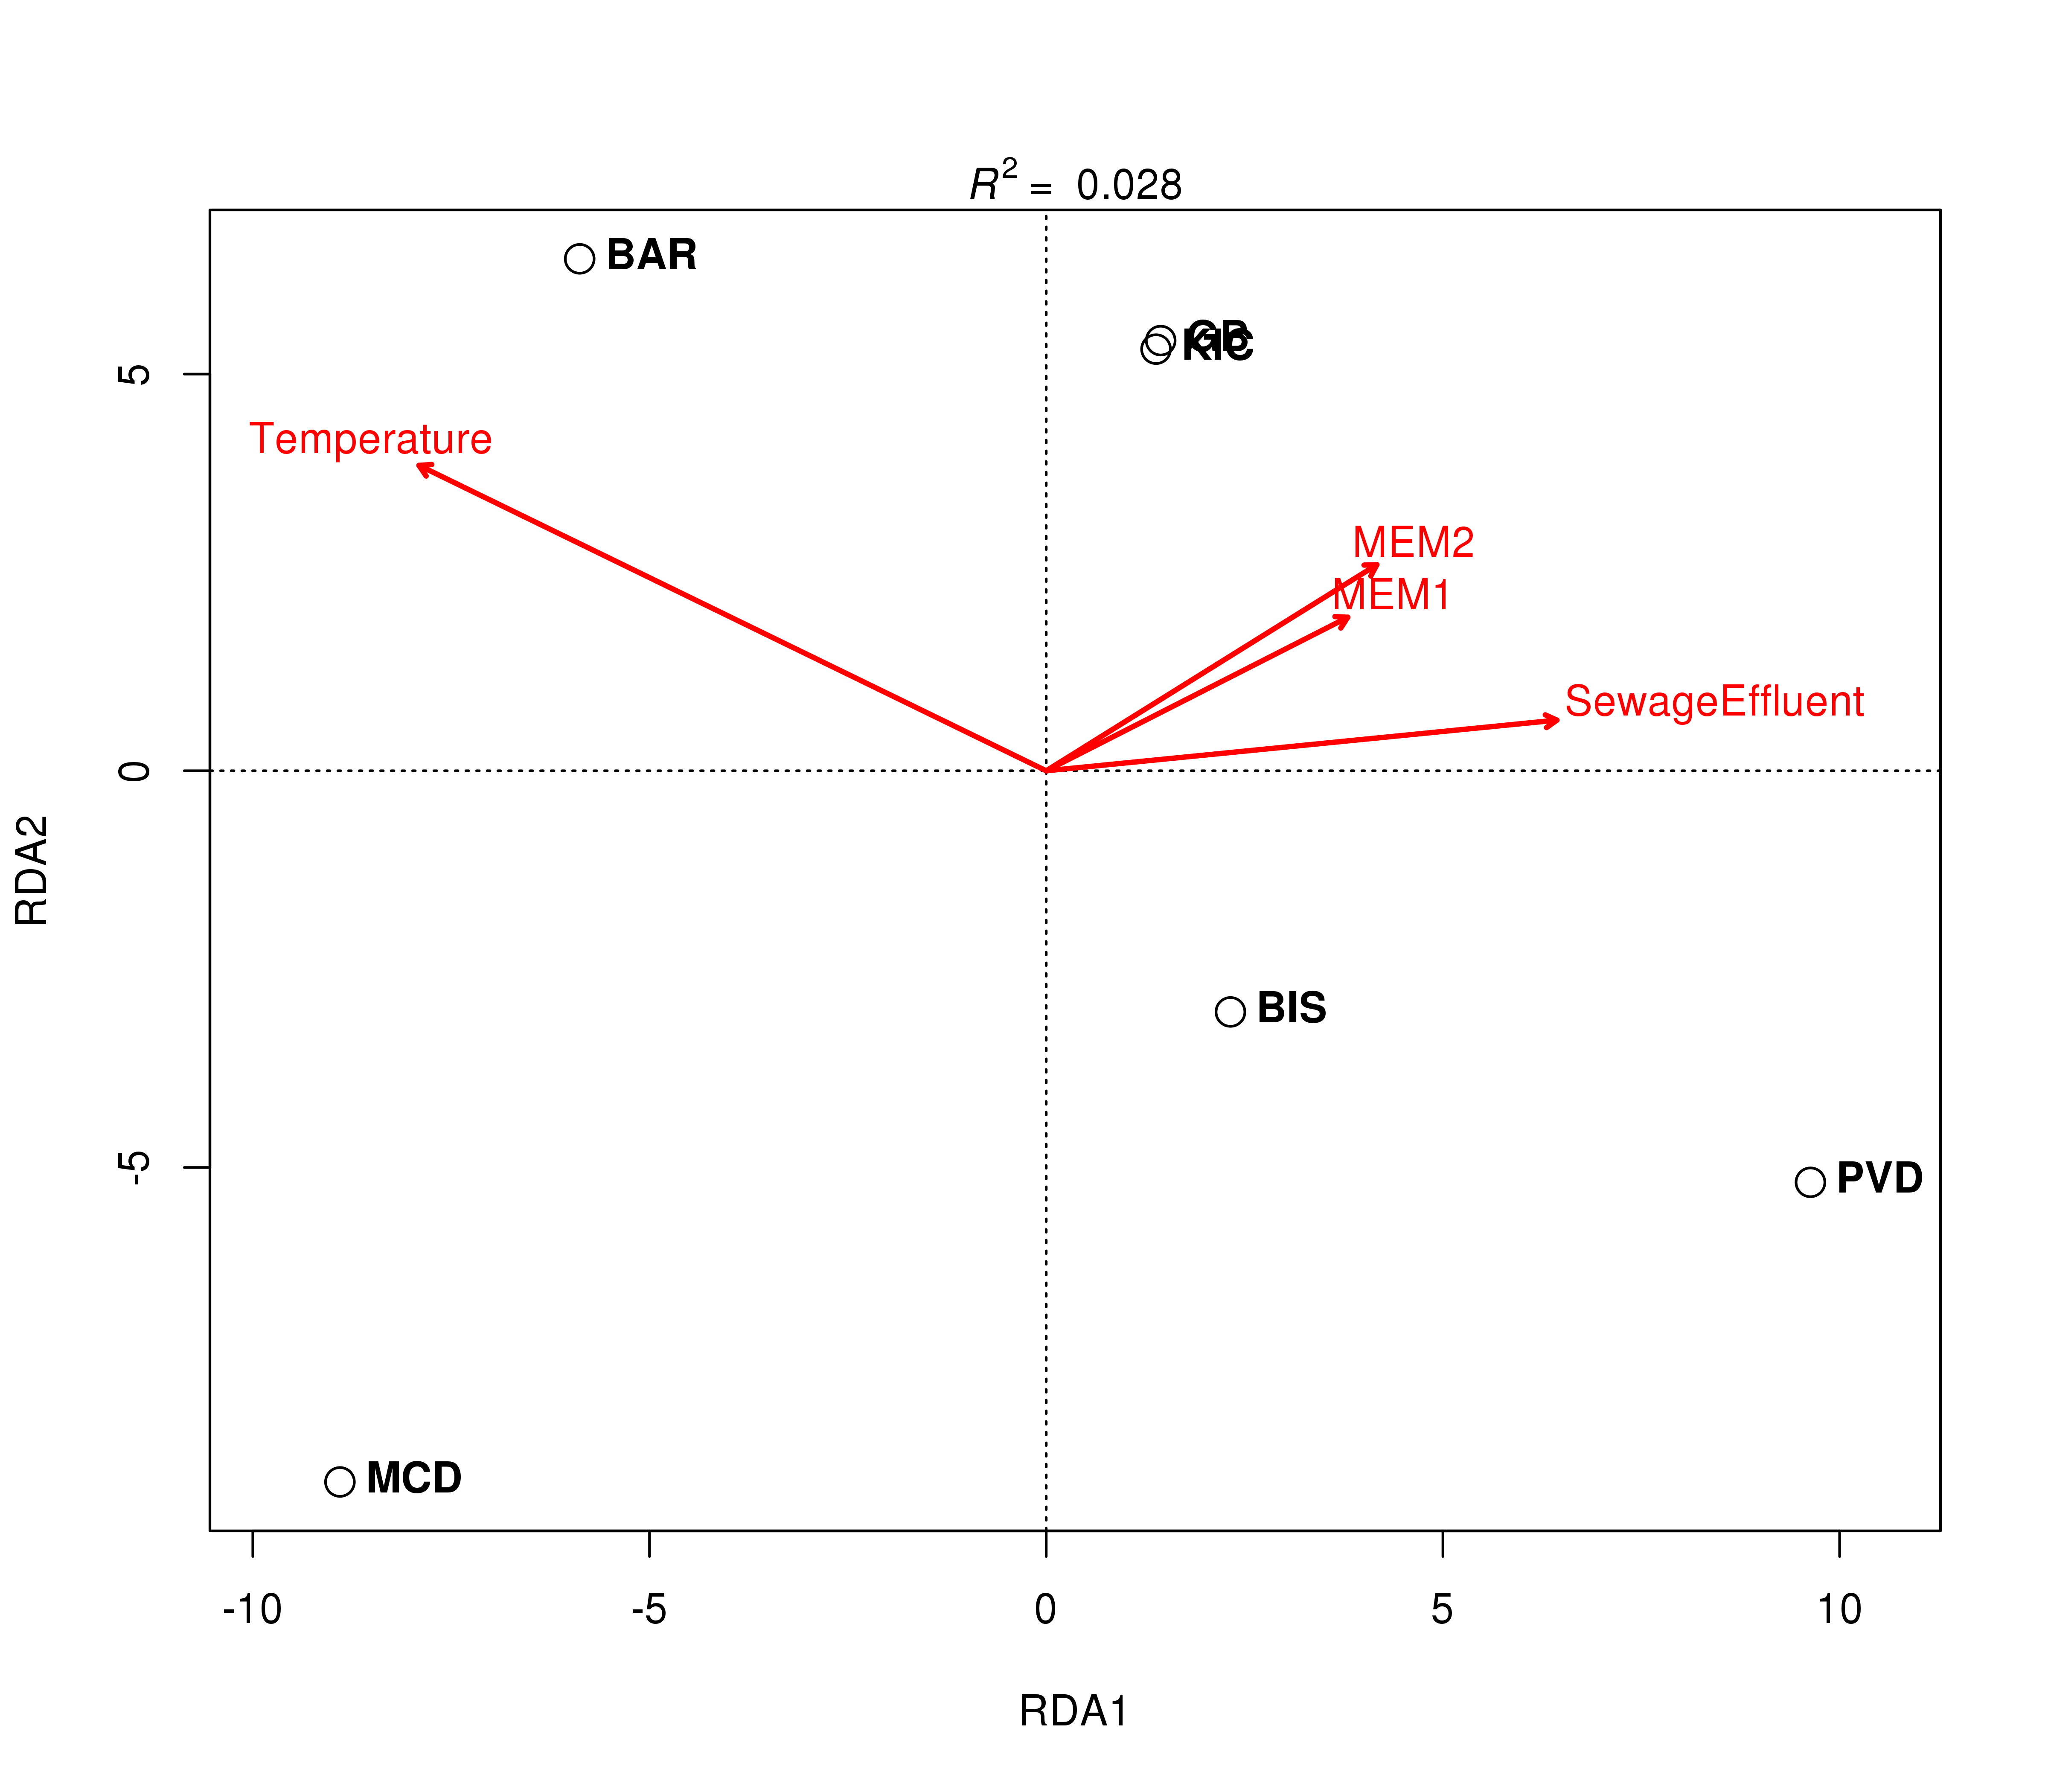 R² = 0.028
BAR
5
Temperature
MEM2
MEM1
SewageEffluent
0
RDA2
BIS
-5
PVD
MCD
-10 -5 0 5 10
RDA1